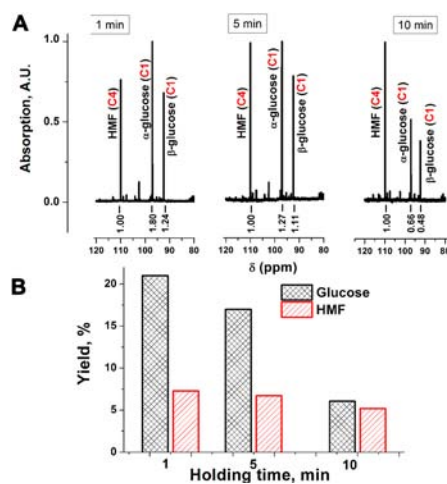 A
1 min
5 min
10 min
Absorption, A.U.
1.0
0.5
0.0
HMF (C4)
α-glucose (C1)
β-glucose (C1)
HMF (C4)
α-glucose (C1)
β-glucose (C1)
HMF (C4)
α-glucose (C1)
β-glucose (C1)
1.00
1.80
1.24
1.00
1.27
1.11
1.00
0.66
0.48
120 110 100 90 80
120 110 100 90 80
120 110 100 90 80
δ (ppm)
B
Yield, %
20
15
10
5
0
Glucose
HMF
1 5 10
Holding time, min